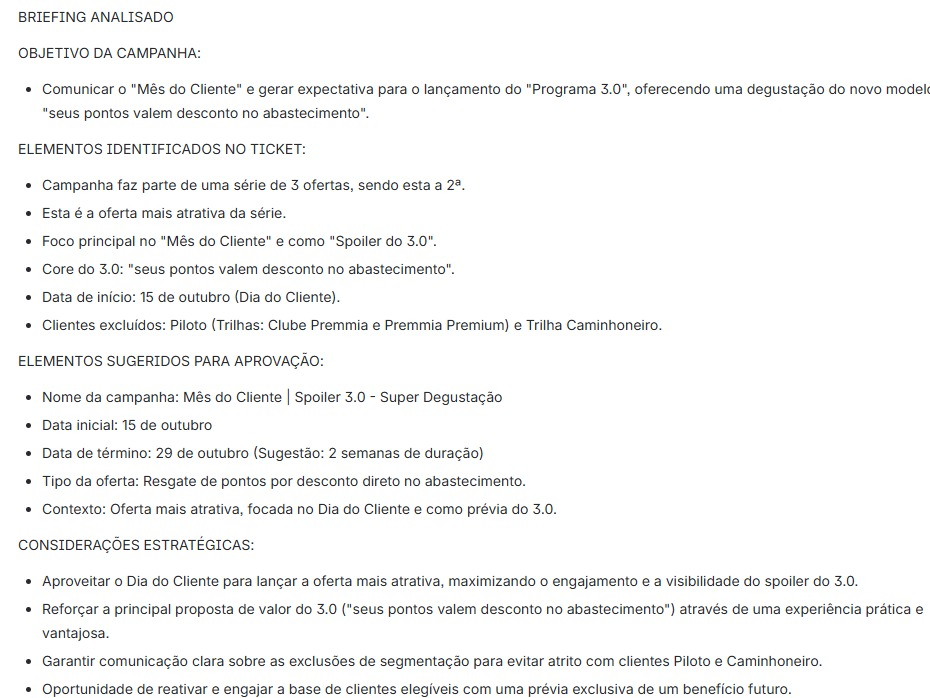 BRIEFING ANALISADO
OBJETIVO DA CAMPANHA:
• Comunicar o "Mês do Cliente" e gerar expectativa para o lançamento do "Programa 3.0", oferecendo uma degustação do novo modelo
"seus pontos valem desconto no abastecimento".
ELEMENTOS IDENTIFICADOS NO TICKET:
• Campanha faz parte de uma série de 3 ofertas, sendo esta a 2ª.
• Esta é a oferta mais atrativa da série.
• Foco principal no "Mês do Cliente" e como "Spoiler do 3.0".
• Core do 3.0: "seus pontos valem desconto no abastecimento".
• Data de início: 15 de outubro (Dia do Cliente).
• Clientes excluídos: Piloto (Trilhas: Clube Premmia e Premmia Premium) e Trilha Caminhoneiro.
ELEMENTOS SUGERIDOS PARA APROVAÇÃO:
• Nome da campanha: Mês do Cliente | Spoiler 3.0 - Super Degustação
• Data inicial: 15 de outubro
• Data de término: 29 de outubro (Sugestão: 2 semanas de duração)
• Tipo da oferta: Resgate de pontos por desconto direto no abastecimento.
• Contexto: Oferta mais atrativa, focada no Dia do Cliente e como prévia do 3.0.
CONSIDERAÇÕES ESTRATÉGICAS:
• Aproveitar o Dia do Cliente para lançar a oferta mais atrativa, maximizando o engajamento e a visibilidade do spoiler do 3.0.
• Reforçar a principal proposta de valor do 3.0 ("seus pontos valem desconto no abastecimento") através de uma experiência prática e
vantajosa.
• Garantir comunicação clara sobre as exclusões de segmentação para evitar atrito com clientes Piloto e Caminhoneiro.
• Oportunidade de reativar e engajar a base de clientes elegíveis com uma prévia exclusiva de um benefício futuro.